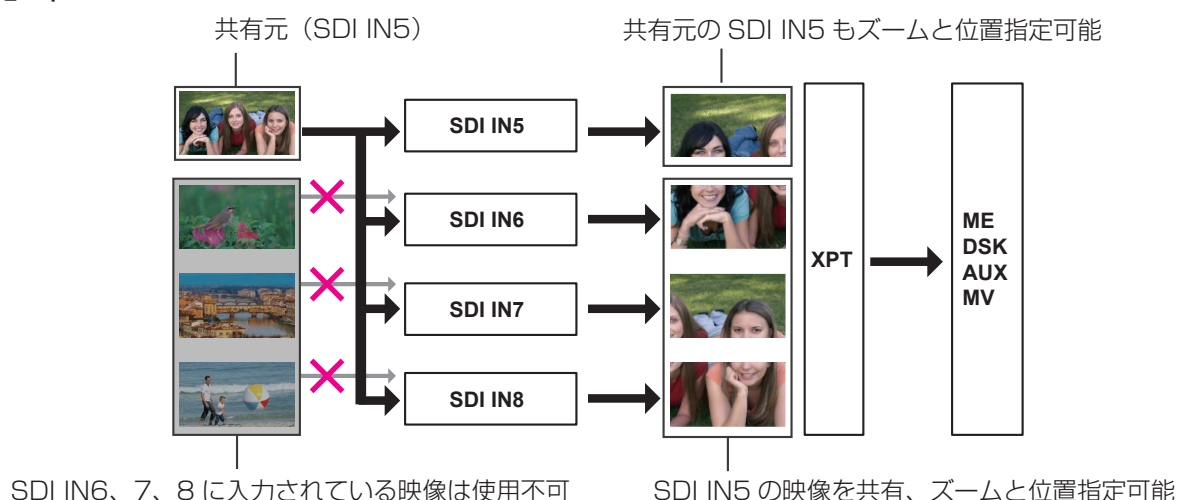 共有元（SDI IN5）
共有元の SDI IN5 もズームと位置指定可能
SDI IN5
SDI IN6
SDI IN7
SDI IN8
XPT
ME
DSK
AUX
MV
SDI IN6、7、8 に入力されている映像は使用不可
SDI IN5 の映像を共有、ズームと位置指定可能